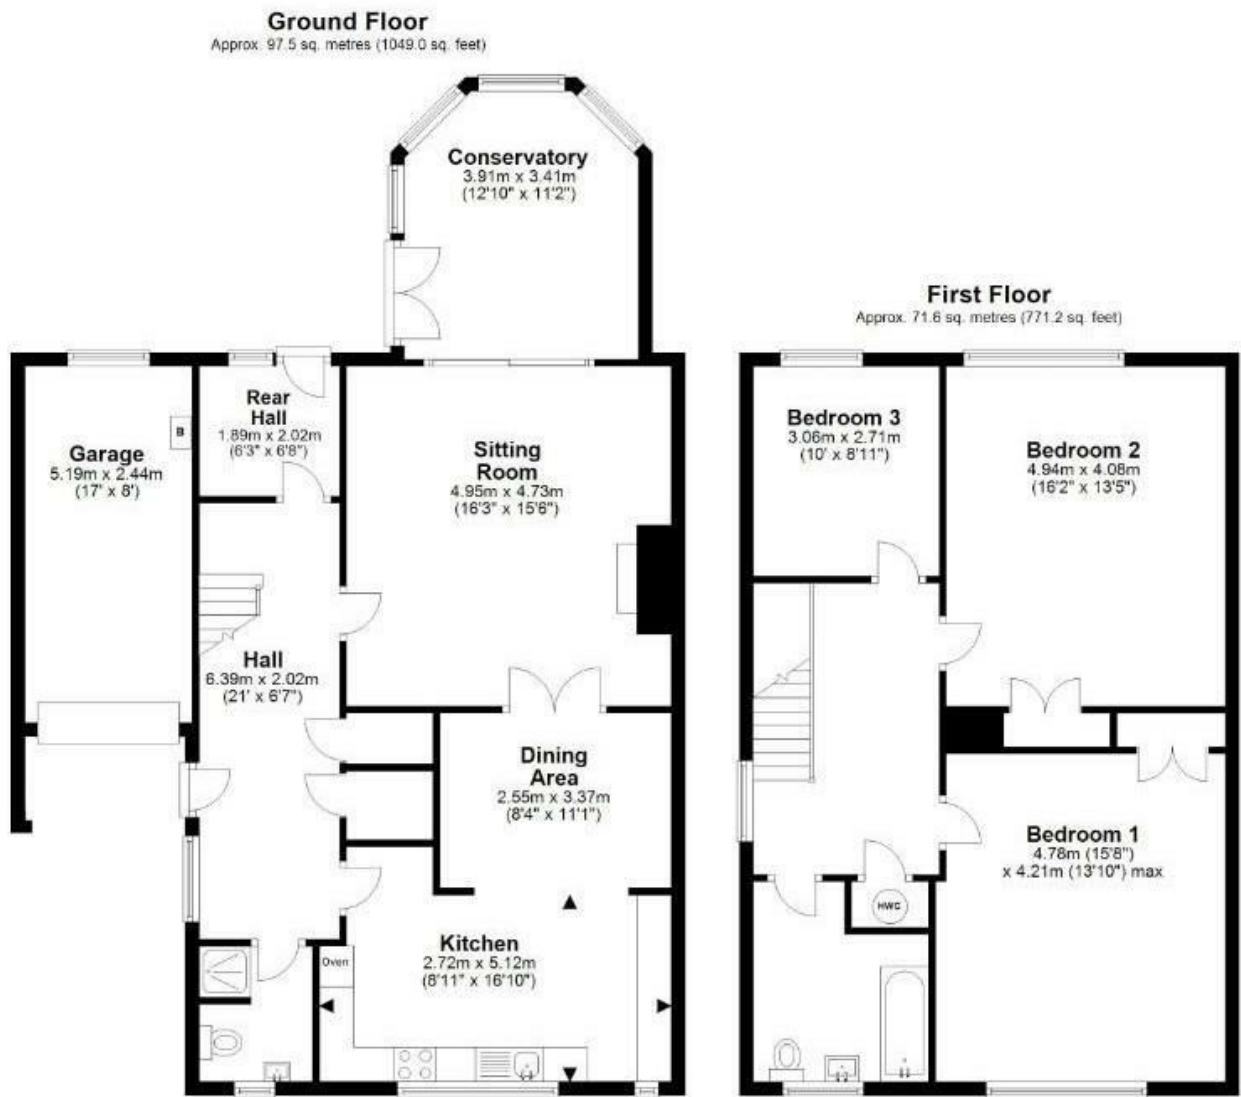 Ground Floor
Approx. 97.5 sq. metres (1049.0 sq. feet)
Conservatory
3.91m x 3.41m
(12'10" x 11'2")
Rear
Hall
1.89m x 2.02m
(6'3" x 6'8")
B
Garage
5.19m x 2.44m
(17' x 8')
Sitting
Room
4.95m x 4.73m
(16'3" x 15'6")
Hall
6.39m x 2.02m
(21' x 6'7")
Dining
Area
2.55m x 3.37m
(8'4" x 11'1")
Kitchen
2.72m x 5.12m
(8'11" x 16'10")
Oven
First Floor
Approx. 71.6 sq. metres (771.2 sq. feet)
Bedroom 3
3.06m x 2.71m
(10' x 8'11")
Bedroom 2
4.94m x 4.08m
(16'2" x 13'5")
Bedroom 1
4.78m (15'8")
x 4.21m (13'10") max
HWC